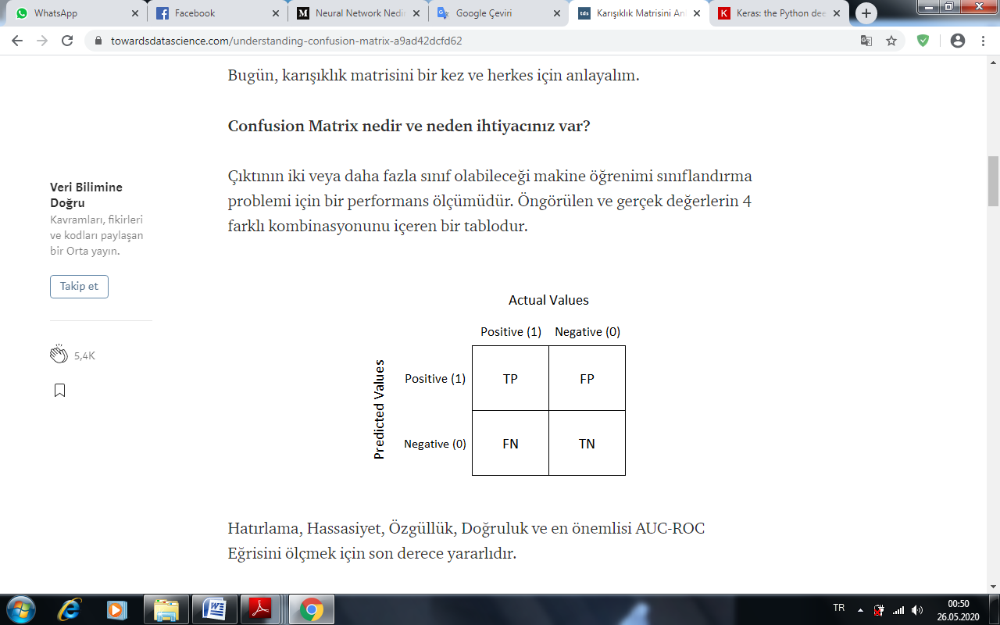 WhatsApp
Facebook
Neural Network Nedir
Google Çeviri
Karışıklık Matrisini Anl
Keras: the Python dee
towardsdatascience.com/understanding-confusion-matrix-a9ad42dcfd62
Bugün, karışıklık matrisini bir kez ve herkes için anlayalım.
Confusion Matrix nedir ve neden ihtiyacınız var?
Çıktının iki veya daha fazla sınıf olabileceği makine öğrenimi sınıflandırma
problemi için bir performans ölçümüdür. Öngörülen ve gerçek değerlerin 4
farklı kombinasyonunu içeren bir tablodur.
Veri Bilimine
Doğru
Kavramları, fikirleri
ve kodları paylaşan
bir Orta yayın.
Takip et
5,4K
Actual Values
Positive (1) Negative (0)
Predicted Values
Positive (1) TP FP
Negative (0) FN TN
Hatırlama, Hassasiyet, Özgüllük, Doğruluk ve en önemlisi AUC-ROC
Eğrisini ölçmek için son derece yararlıdır.
TR
00:50
26.05.2020